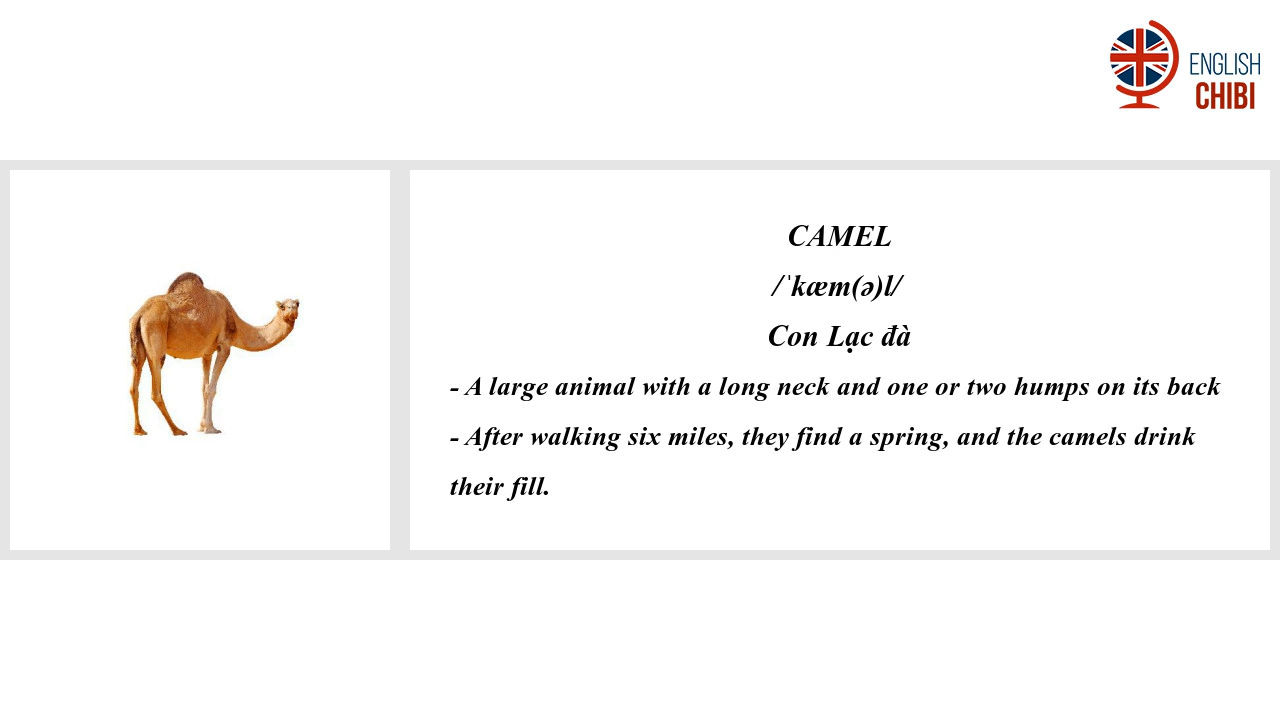 ENGLISH
CHIBI
CAMEL
/ˈkæm(ə)l/
Con Lạc đà
- A large animal with a long neck and one or two humps on its back
- After walking six miles, they find a spring, and the camels drink
their fill.